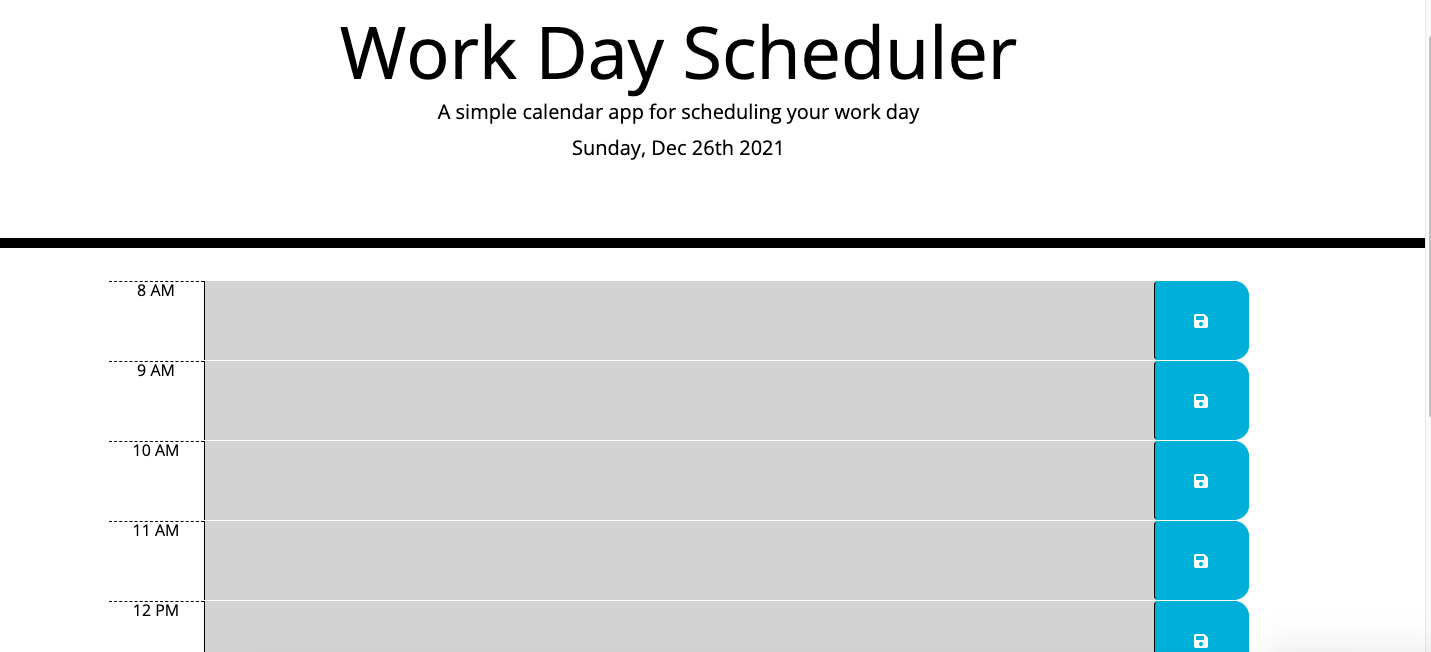 Work Day Scheduler
A simple calendar app for scheduling your work day
Sunday, Dec 26th 2021
8 AM
9 AM
10 AM
11 AM
12 PM